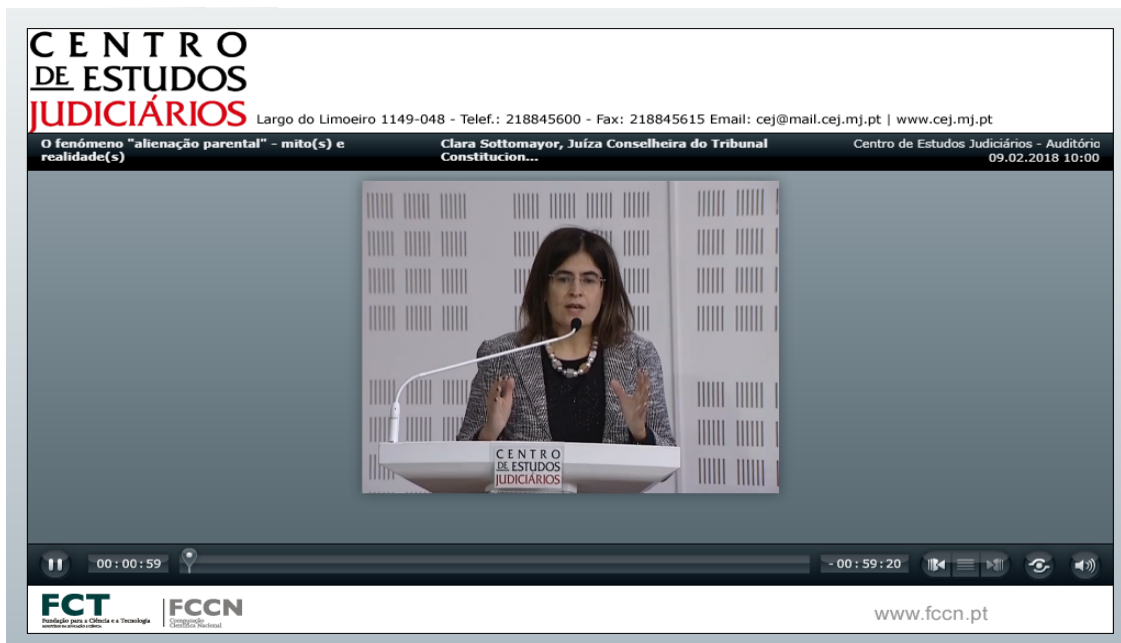 CENTRO
DE ESTUDOS
JUDICIÁRIOS Largo do Limoeiro 1149-048 - Telef.: 218845600 - Fax: 218845615 Email: cej@mail.cej.mj.pt | www.cej.mj.pt
O fenómeno "alienação parental" - mito(s) e
realidade(s)
Clara Sottomayor, Juíza Conselheira do Tribunal
Constitucion...
Centro de Estudos Judiciários - Auditório
09.02.2018 10:00
CENTRO
DE ESTUDOS
JUDICIÁRIOS
00:00:59
-00:59:20
FCT
Fundação para a Ciência e a Tecnologia
FCCN
Computação
Científica Nacional
www.fccn.pt